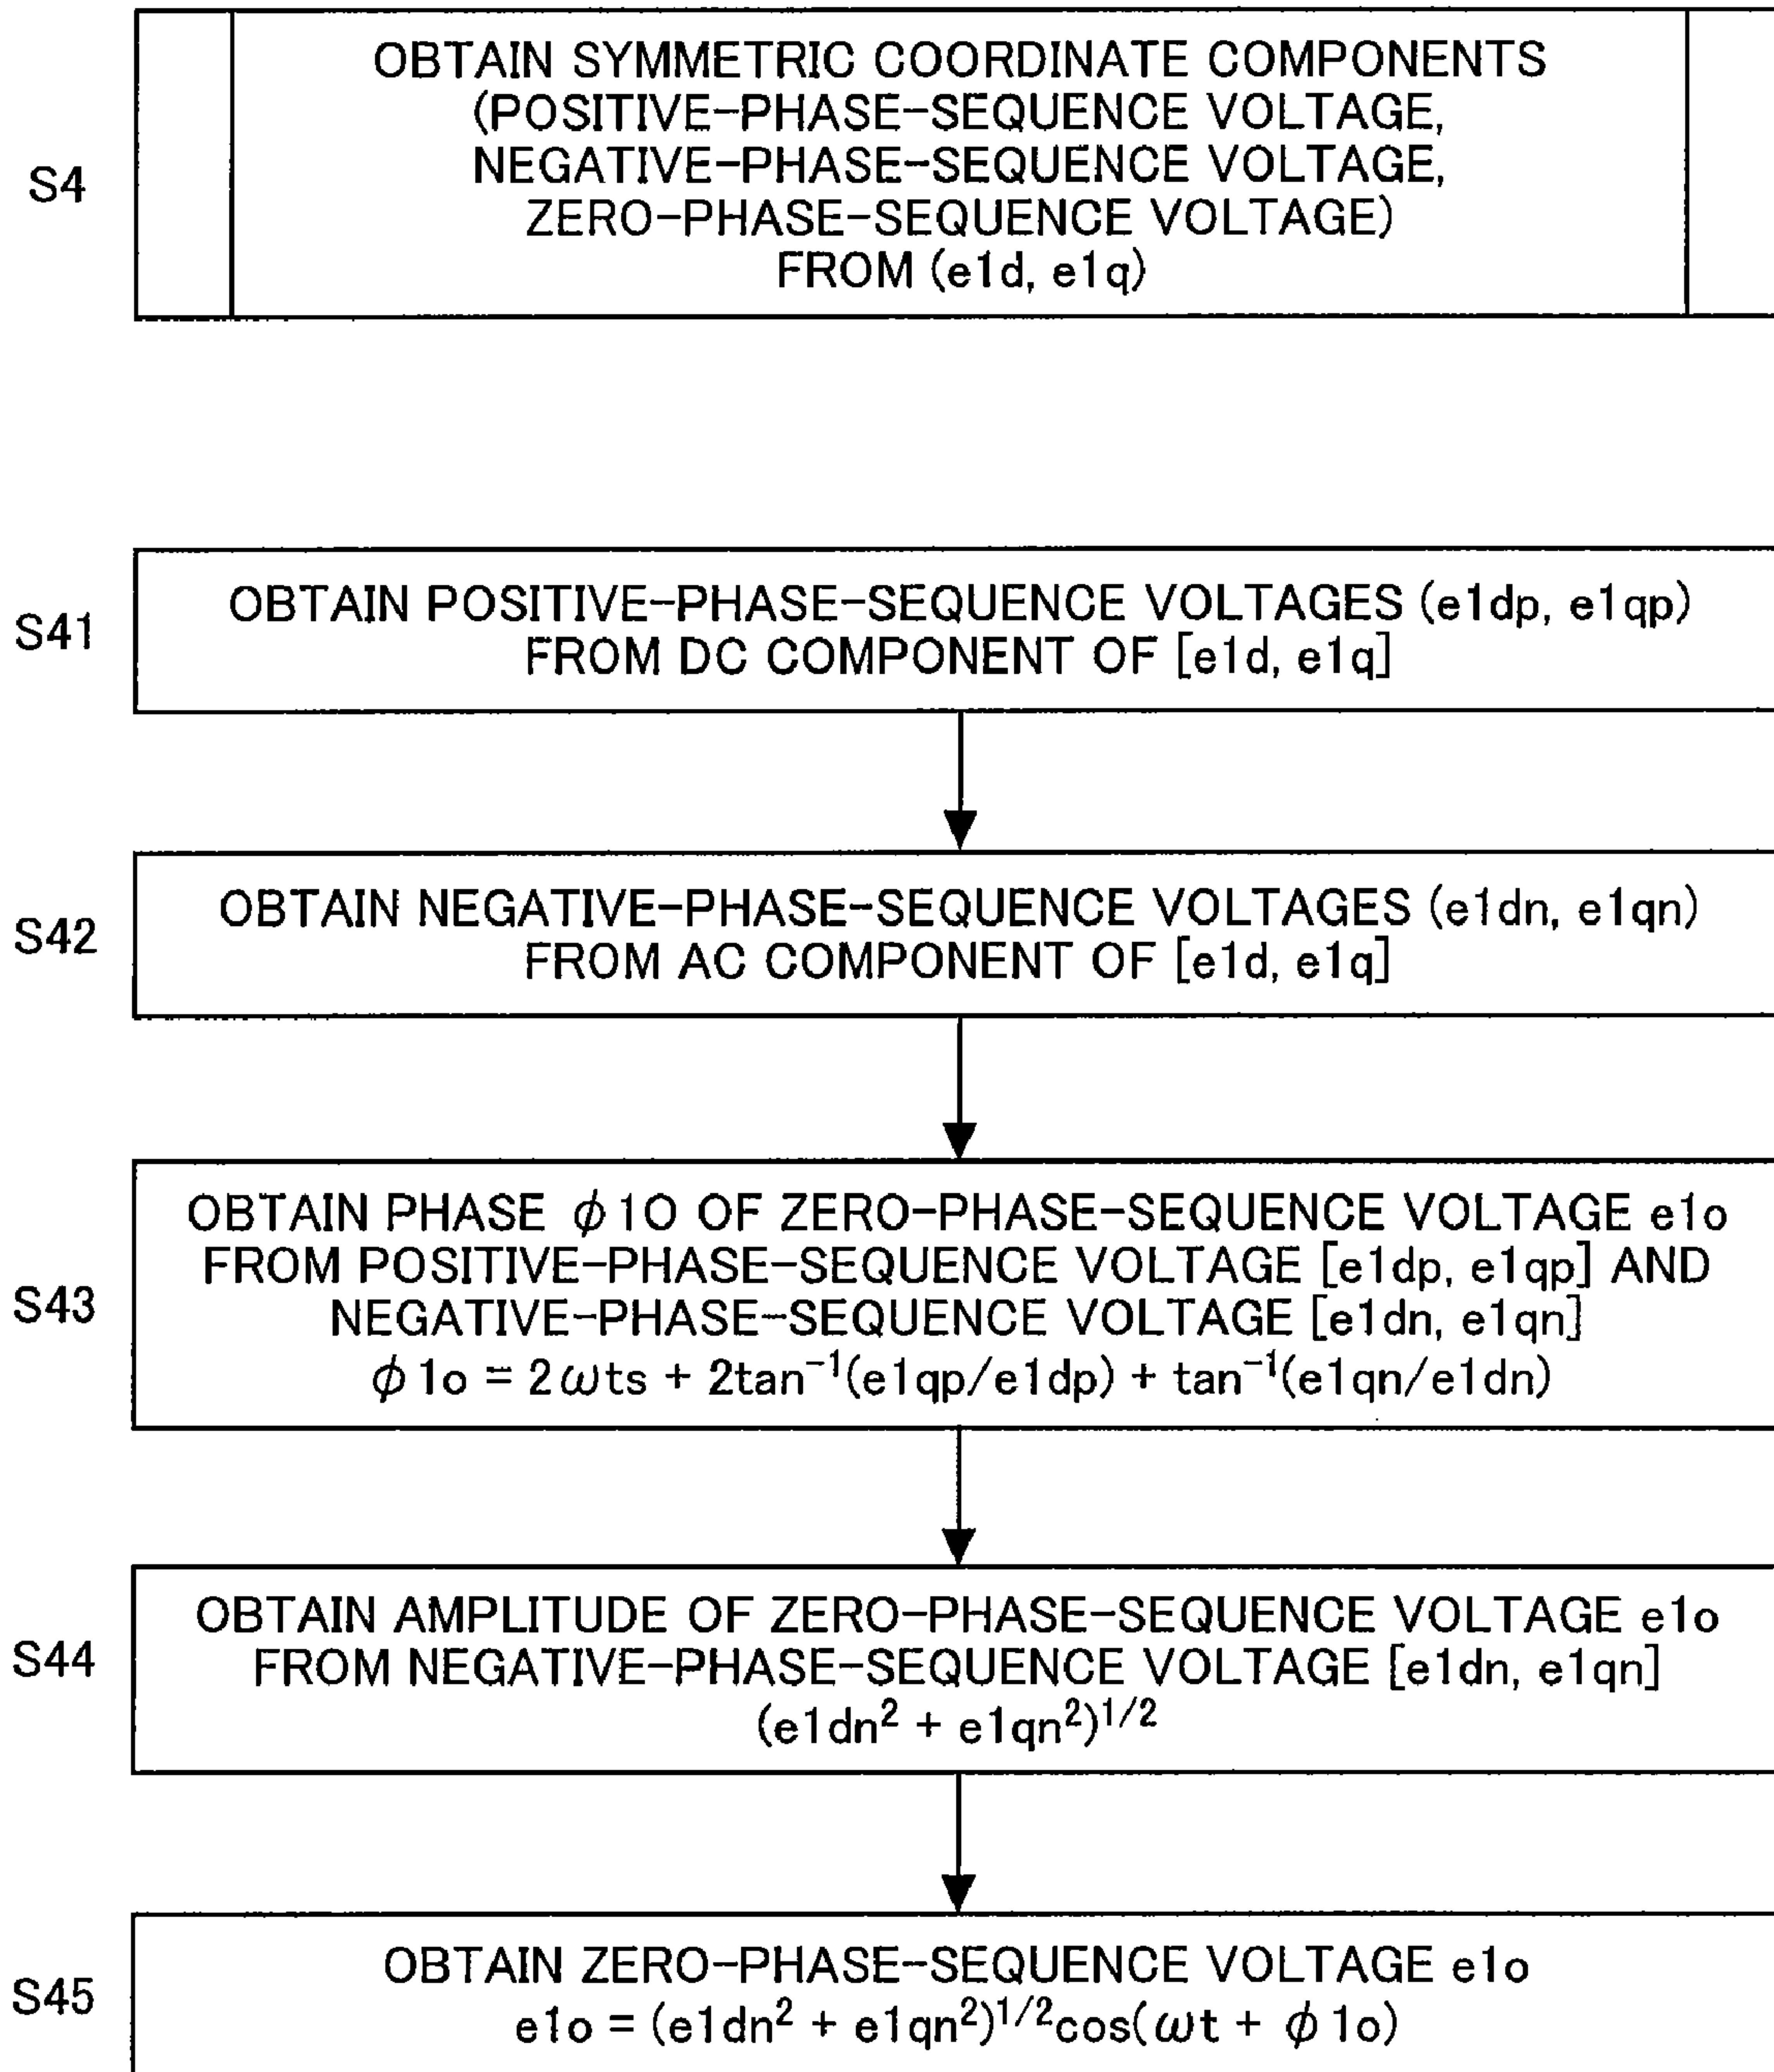 S4
OBTAIN SYMMETRIC COORDINATE COMPONENTS
(POSITIVE-PHASE-SEQUENCE VOLTAGE,
NEGATIVE-PHASE-SEQUENCE VOLTAGE,
ZERO-PHASE-SEQUENCE VOLTAGE)
FROM (e1d, e1q)
S41
OBTAIN POSITIVE-PHASE-SEQUENCE VOLTAGES (e1dp, e1qp)
FROM DC COMPONENT OF [e1d, e1q]
S42
OBTAIN NEGATIVE-PHASE-SEQUENCE VOLTAGES (e1dn, e1qn)
FROM AC COMPONENT OF [e1d, e1q]
S43
OBTAIN PHASE φ1O OF ZERO-PHASE-SEQUENCE VOLTAGE e1o
FROM POSITIVE-PHASE-SEQUENCE VOLTAGE [e1dp, e1qp] AND
NEGATIVE-PHASE-SEQUENCE VOLTAGE [e1dn, e1qn]
φ1o = 2ωts + 2tan⁻¹(e1qp/e1dp) + tan⁻¹(e1qn/e1dn)
S44
OBTAIN AMPLITUDE OF ZERO-PHASE-SEQUENCE VOLTAGE e1o
FROM NEGATIVE-PHASE-SEQUENCE VOLTAGE [e1dn, e1qn]
(e1dn² + e1qn²)¹/²
S45
OBTAIN ZERO-PHASE-SEQUENCE VOLTAGE e1o
e1o = (e1dn² + e1qn²)¹/²cos(ωt + φ1o)